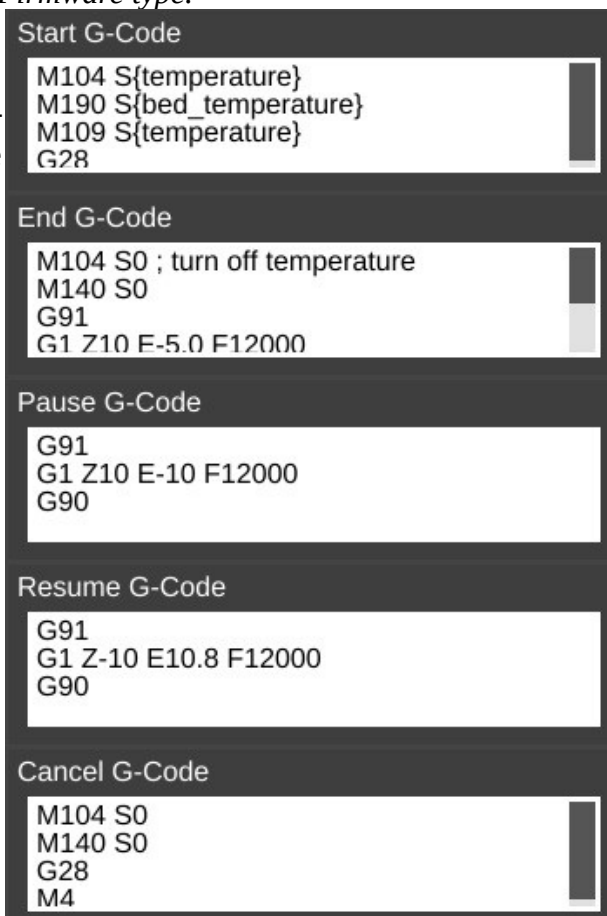 Firmware type.
Start G-Code
M104 S{temperature}
M190 S{bed_temperature}
M109 S{temperature}
G28
End G-Code
M104 S0 ; turn off temperature
M140 S0
G91
G1 Z10 E-5.0 F12000
Pause G-Code
G91
G1 Z10 E-10 F12000
G90
Resume G-Code
G91
G1 Z-10 E10.8 F12000
G90
Cancel G-Code
M104 S0
M140 S0
G28
M4